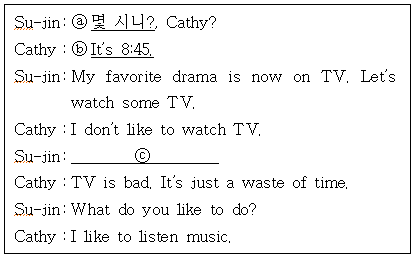 Su-jin: ⓐ몇 시니?, Cathy?
Cathy : ⓑIt's 8:45.
Su-jin: My favorite drama is now on TV. Let's
watch some TV.
Cathy : I don't like to watch TV.
Su-jin: ⓒ
Cathy : TV is bad. It's just a waste of time.
Su-jin: What do you like to do?
Cathy : I like to listen music.